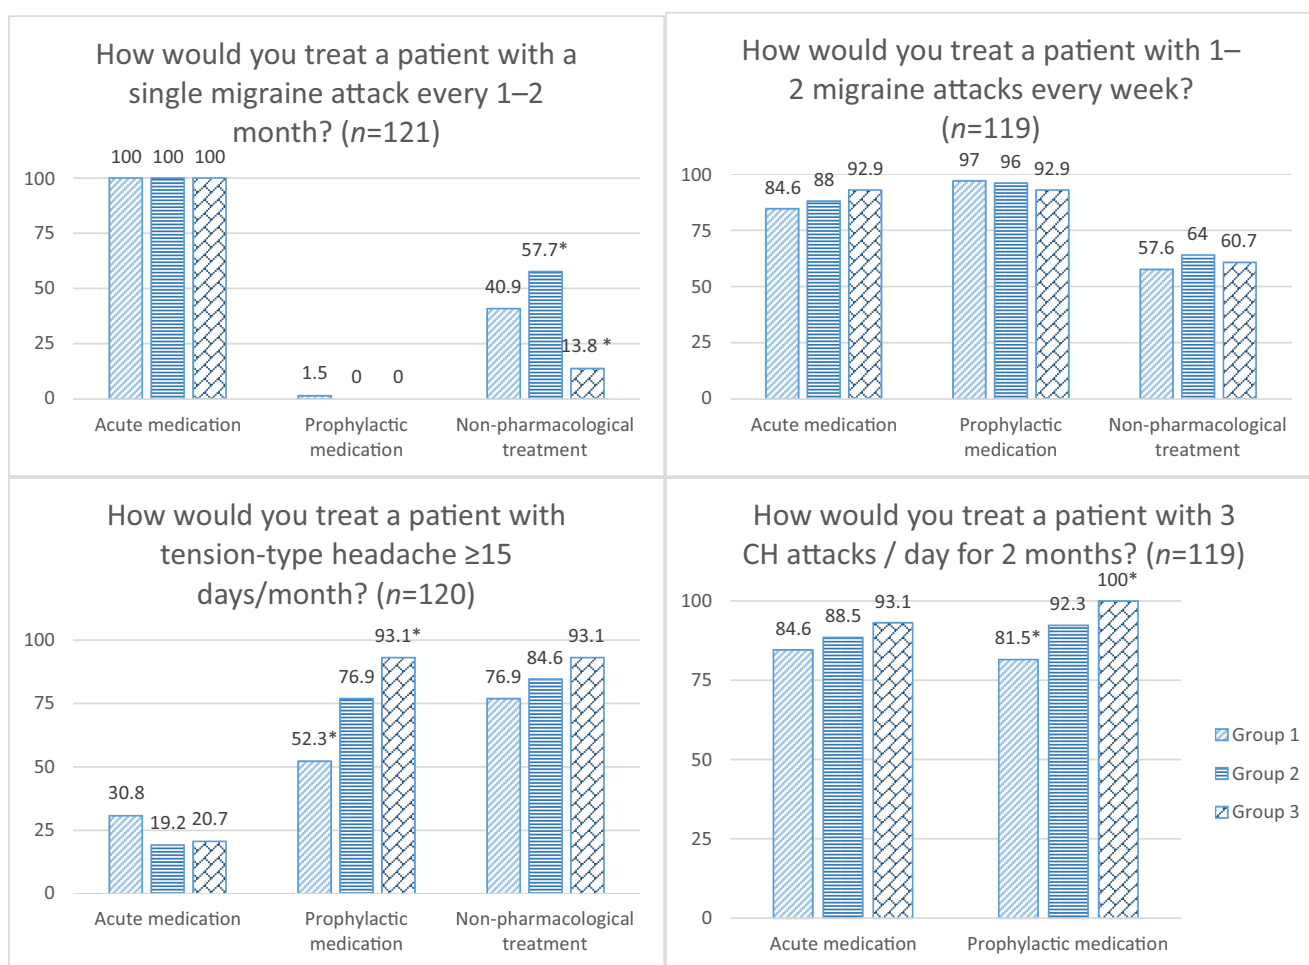 How would you treat a patient with a
single migraine attack every 1–2
month? (n=121)
100 100 100
100
75
50
25
0
1.5 0 0
40.9
57.7*
13.8 *
Acute medication
Prophylactic
medication
Non-pharmacological
treatment
How would you treat a patient with 1–
2 migraine attacks every week?
(n=119)
100
75
50
25
0
84.6 88 92.9
97 96 92.9
57.6 64 60.7
Acute medication
Prophylactic
medication
Non-pharmacological
treatment
How would you treat a patient with
tension-type headache ≥15
days/month? (n=120)
100
75
50
25
0
30.8 19.2 20.7
52.3* 76.9 93.1*
76.9 84.6 93.1
Acute medication
Prophylactic
medication
Non-pharmacological
treatment
How would you treat a patient with 3
CH attacks / day for 2 months? (n=119)
100
75
50
25
0
84.6 88.5 93.1
81.5* 92.3 100*
Acute medication
Prophylactic medication
Group 1
Group 2
Group 3